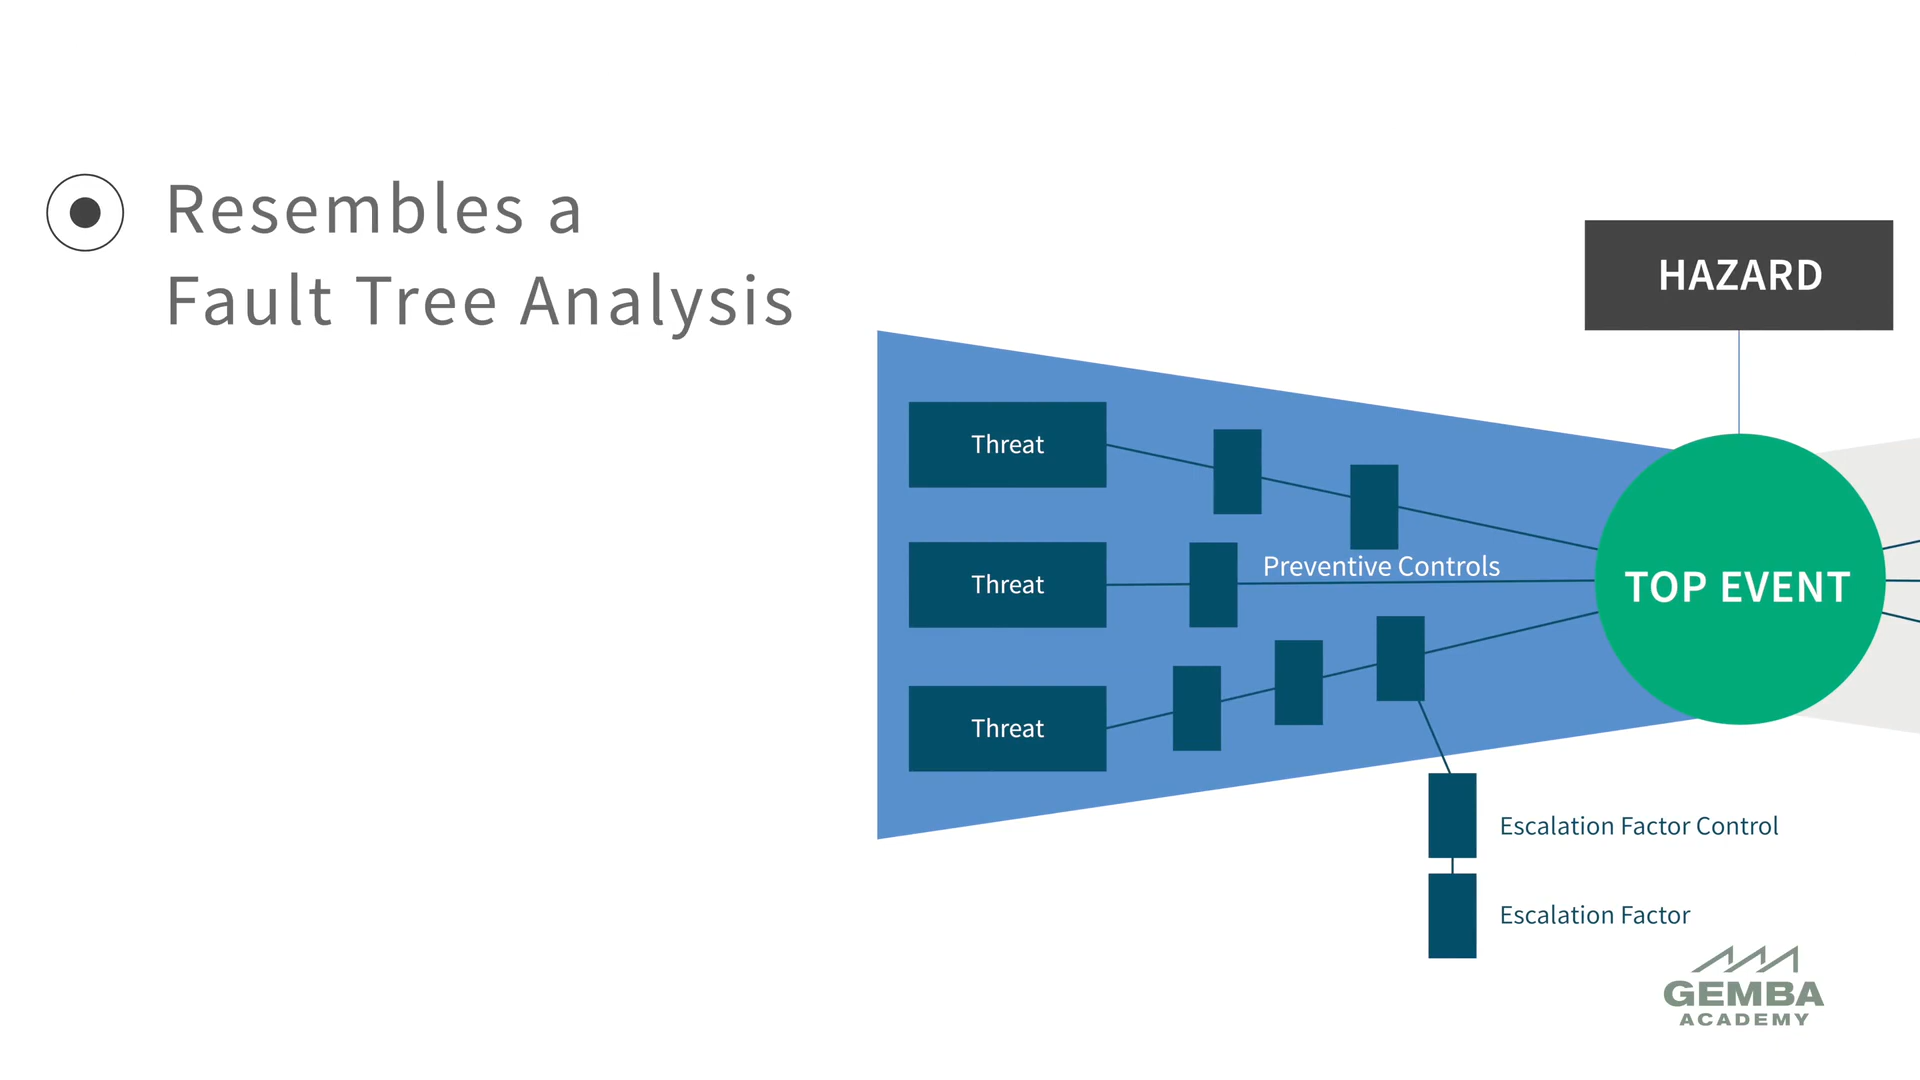 Resembles a
Fault Tree Analysis
HAZARD
Threat
Preventive Controls
Threat
TOP EVENT
Threat
Escalation Factor Control
Escalation Factor
GEMBA
ACADEMY